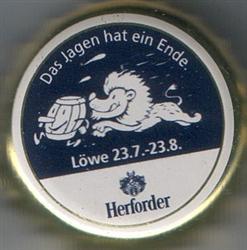 Das Jagen hat ein Ende.
Löwe 23.7.-23.8.
Herforder